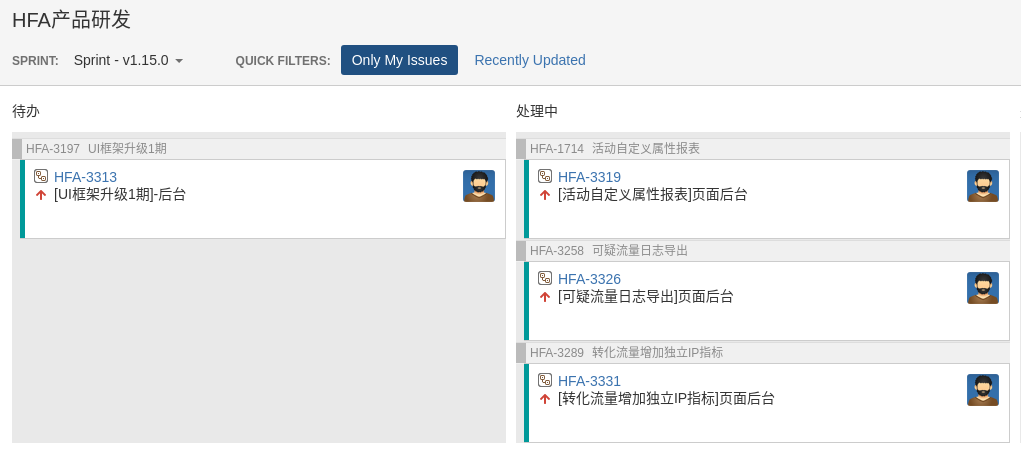 HFA产品研发
SPRINT: Sprint - v1.15.0 QUICK FILTERS: Only My Issues Recently Updated
待办
HFA-3197 UI框架升级1期
HFA-3313
[UI框架升级1期]-后台
处理中
HFA-1714 活动自定义属性报表
HFA-3319
[活动自定义属性报表]页面后台
HFA-3258 可疑流量日志导出
HFA-3326
[可疑流量日志导出]页面后台
HFA-3289 转化流量增加独立IP指标
HFA-3331
[转化流量增加独立IP指标]页面后台